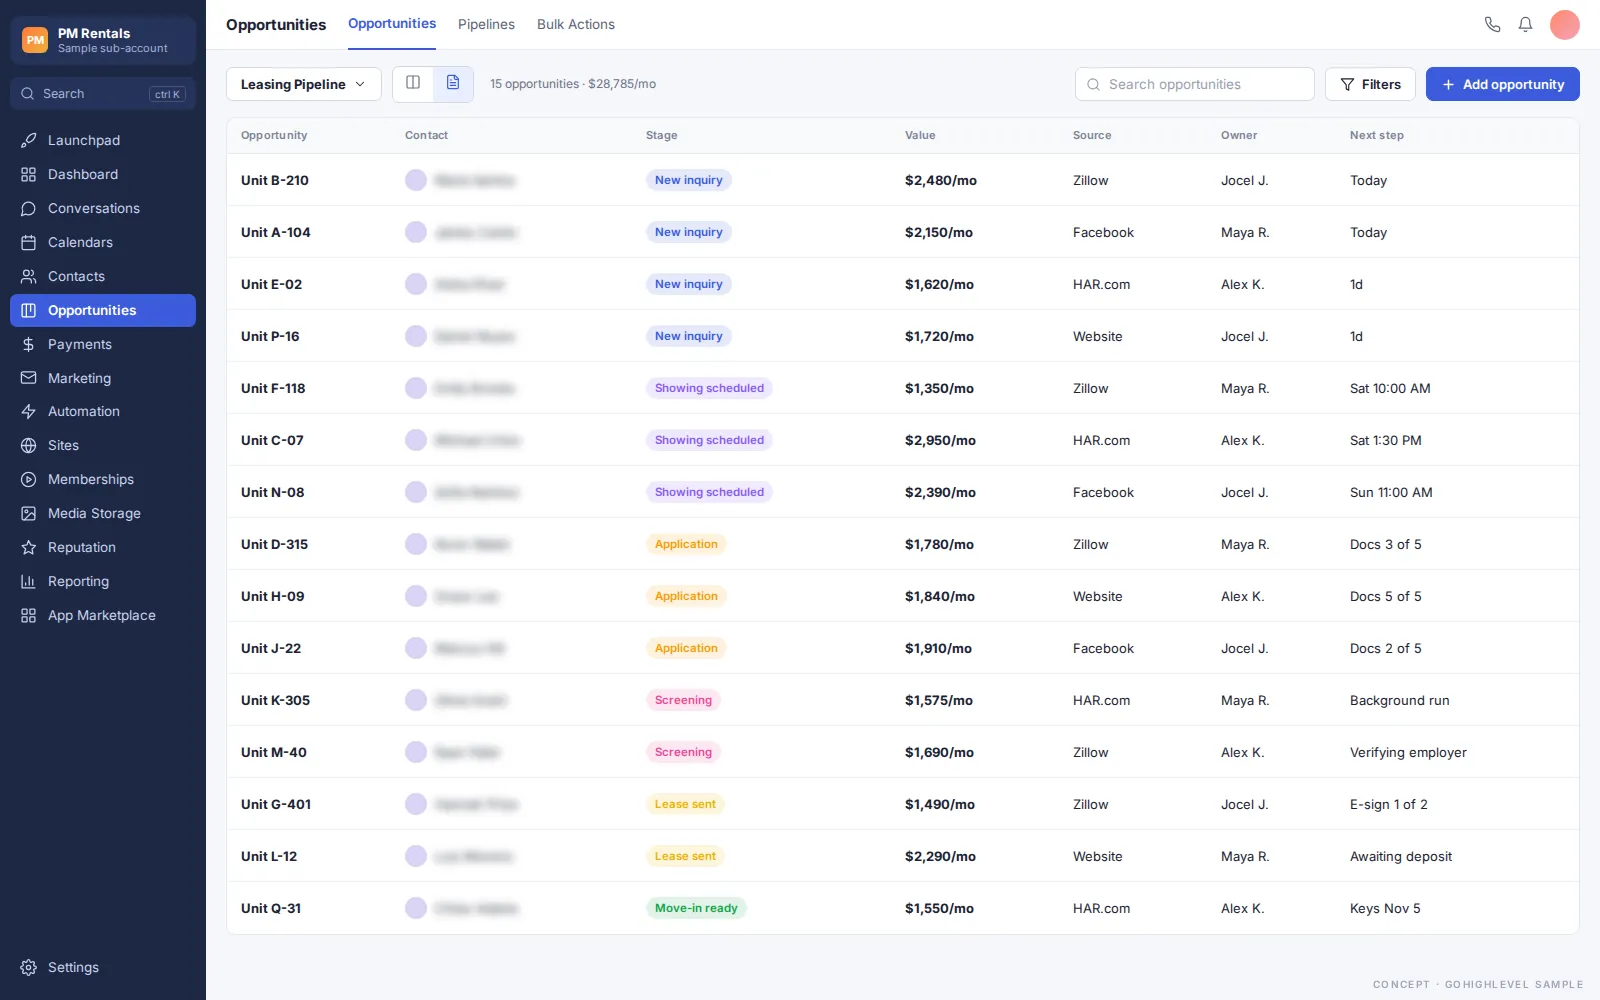 PM
PM Rentals
Sample sub-account
Search ctrl K
Launchpad
Dashboard
Conversations
Calendars
Contacts
Opportunities
Payments
Marketing
Automation
Sites
Memberships
Media Storage
Reputation
Reporting
App Marketplace
Settings
Opportunities Opportunities Pipelines Bulk Actions
Leasing Pipeline 15 opportunities · $28,785/mo Search opportunities Filters + Add opportunity
Opportunity Contact Stage Value Source Owner Next step
Unit B-210 New inquiry $2,480/mo Zillow Jocel J. Today
Unit A-104 New inquiry $2,150/mo Facebook Maya R. Today
Unit E-02 New inquiry $1,620/mo HAR.com Alex K. 1d
Unit P-16 New inquiry $1,720/mo Website Jocel J. 1d
Unit F-118 Showing scheduled $1,350/mo Zillow Maya R. Sat 10:00 AM
Unit C-07 Showing scheduled $2,950/mo HAR.com Alex K. Sat 1:30 PM
Unit N-08 Showing scheduled $2,390/mo Facebook Jocel J. Sun 11:00 AM
Unit D-315 Application $1,780/mo Zillow Maya R. Docs 3 of 5
Unit H-09 Application $1,840/mo Website Alex K. Docs 5 of 5
Unit J-22 Application $1,910/mo Facebook Jocel J. Docs 2 of 5
Unit K-305 Screening $1,575/mo HAR.com Maya R. Background run
Unit M-40 Screening $1,690/mo Zillow Alex K. Verifying employer
Unit G-401 Lease sent $1,490/mo Zillow Jocel J. E-sign 1 of 2
Unit L-12 Lease sent $2,290/mo Website Maya R. Awaiting deposit
Unit Q-31 Move-in ready $1,550/mo HAR.com Alex K. Keys Nov 5
CONCEPT · GOHIGHLEVEL SAMPLE